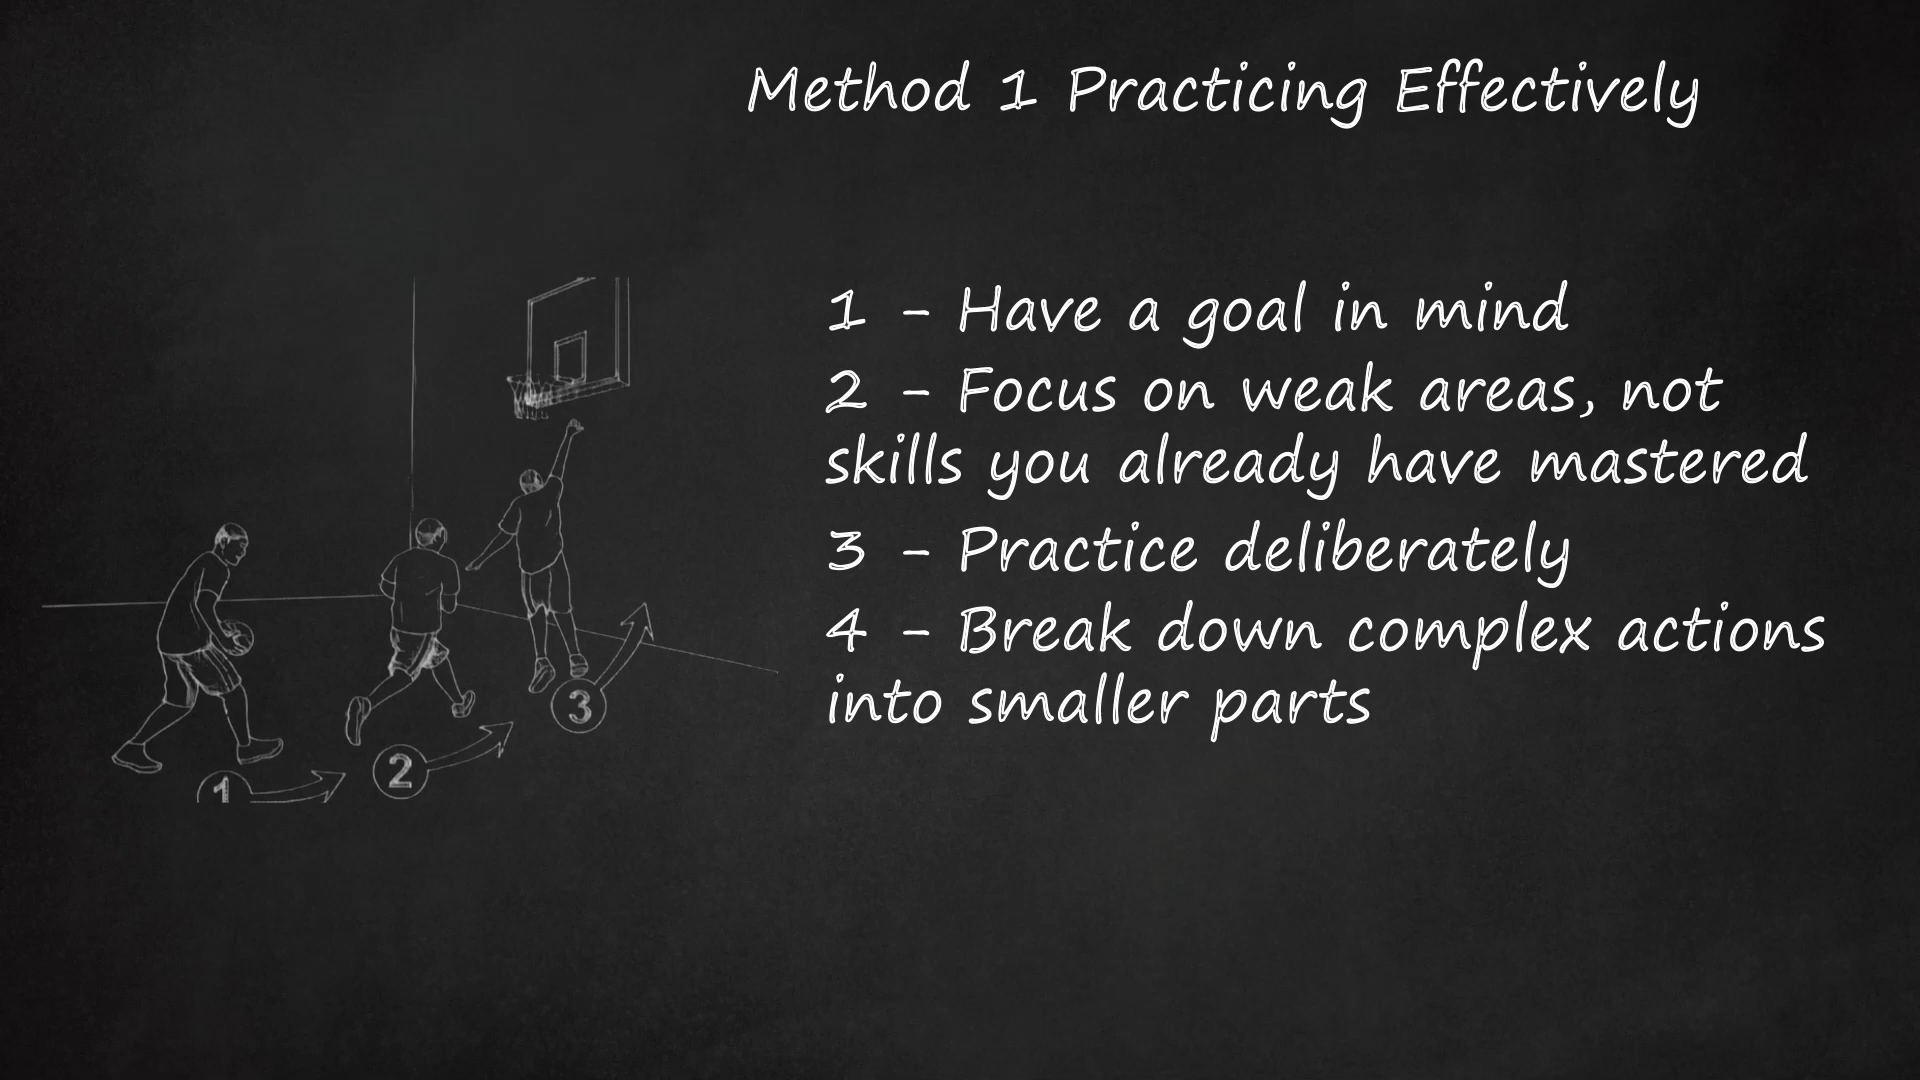 Method 1 Practicing Effectively
1 - Have a goal in mind
2 - Focus on weak areas, not
skills you already have mastered
3 - Practice deliberately
4 - Break down complex actions
into smaller parts
1
2
3